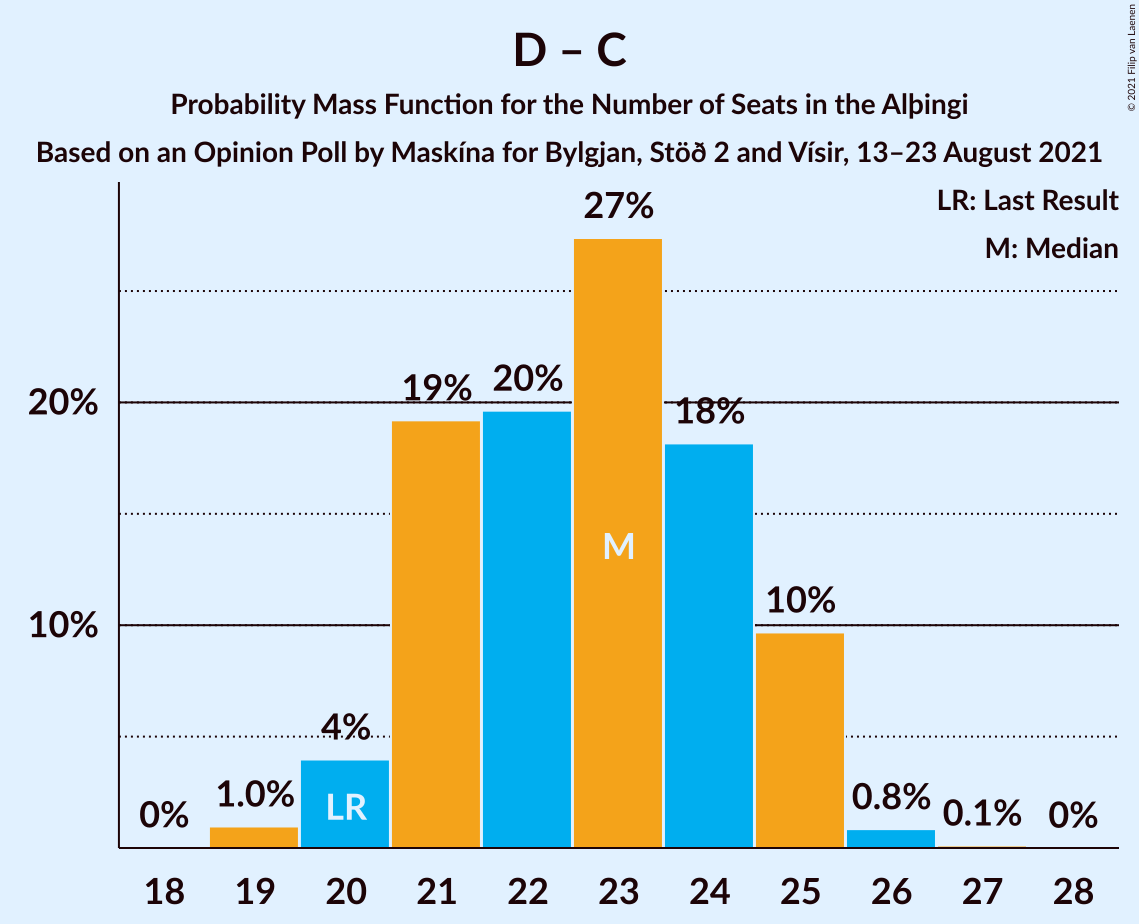 D – C
Probability Mass Function for the Number of Seats in the Alþingi
Based on an Opinion Poll by Maskína for Bylgjan, Stöð 2 and Vísir, 13–23 August 2021
© 2021 Filip van Laenen
LR: Last Result
M: Median
27%
20%
19%
20%
18%
M
10%
10%
4%
LR
0%
1.0%
0.8%
0.1%
0%
18 19 20 21 22 23 24 25 26 27 28